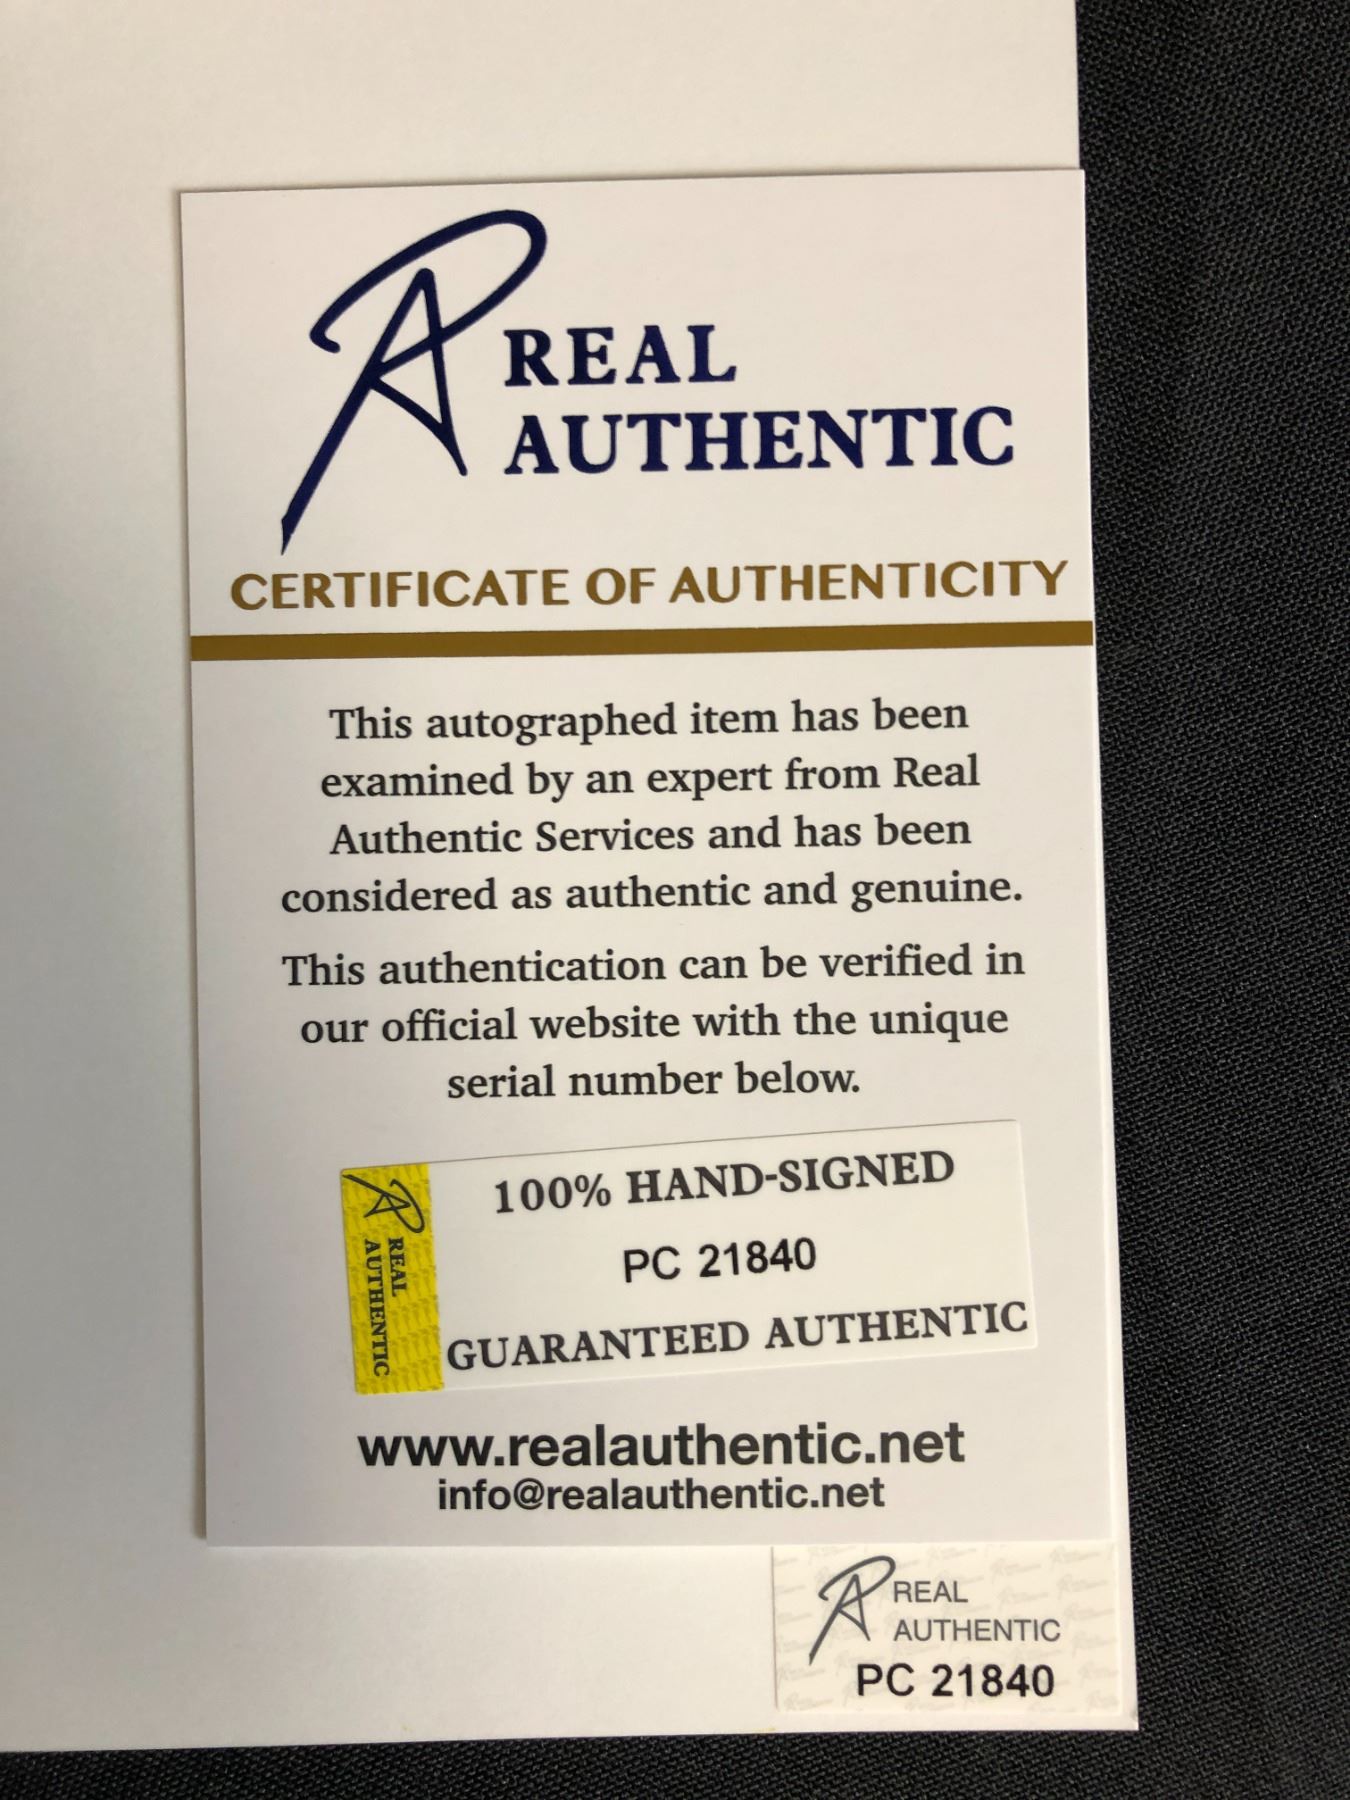 REAL
AUTHENTIC
CERTIFICATE OF AUTHENTICITY
This autographed item has been
examined by an expert from Real
Authentic Services and has been
considered as authentic and genuine.
This authentication can be verified in
our official website with the unique
serial number below.
REAL
AUTHENTIC
100% HAND-SIGNED
PC 21840
GUARANTEED AUTHENTIC
www.realauthentic.net
info@realauthentic.net
REAL
AUTHENTIC
PC 21840